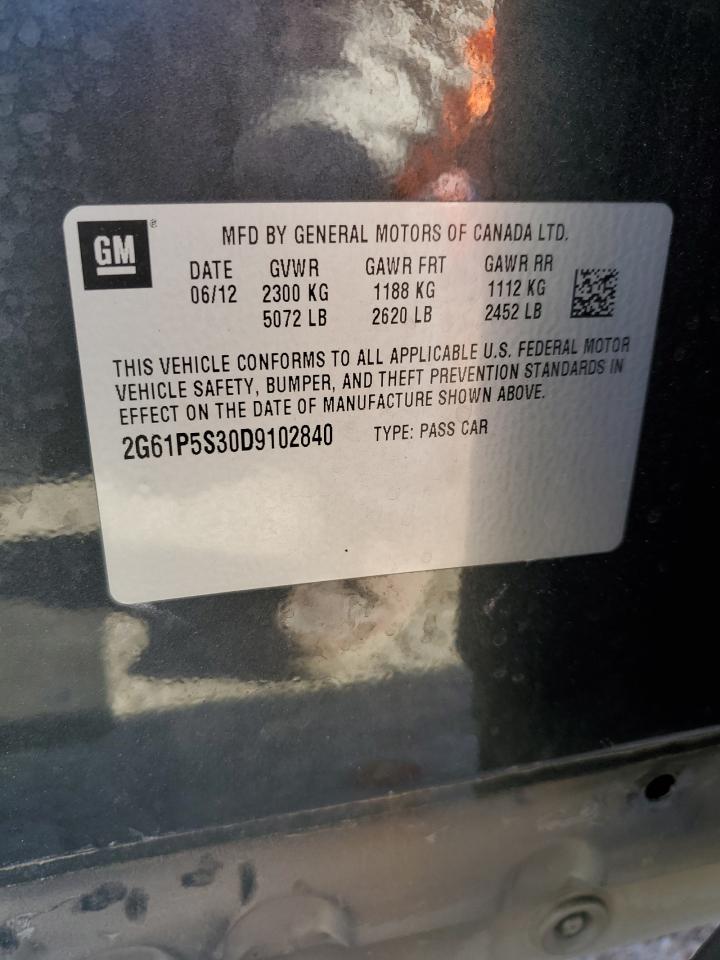 GM®
MFD BY GENERAL MOTORS OF CANADA LTD.
DATE GVWR GAWR FRT GAWR RR
06/12 2300 KG 1188 KG 1112 KG
5072 LB 2620 LB 2452 LB
THIS VEHICLE CONFORMS TO ALL APPLICABLE U.S. FEDERAL MOTOR
VEHICLE SAFETY, BUMPER, AND THEFT PREVENTION STANDARDS IN
EFFECT ON THE DATE OF MANUFACTURE SHOWN ABOVE.
2G61P5S30D9102840 TYPE: PASS CAR